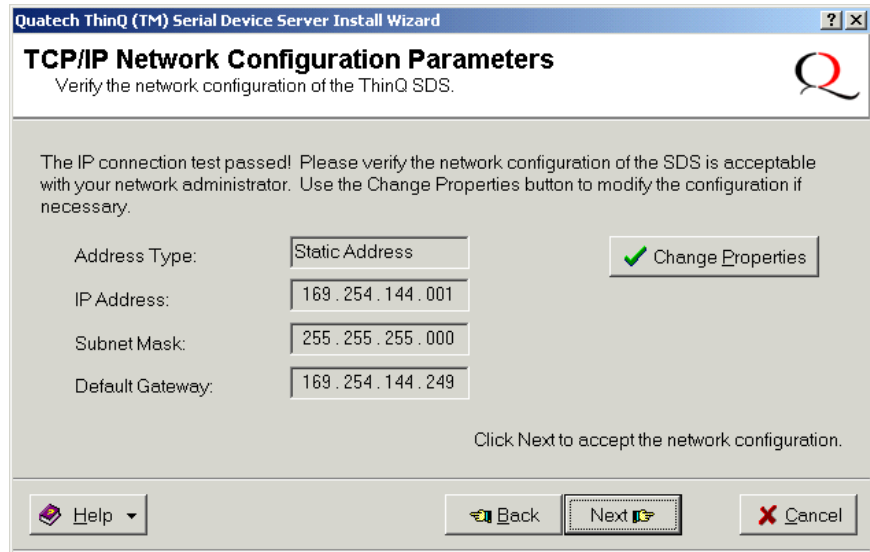 Quatech ThinQ (TM) Serial Device Server Install Wizard
TCP/IP Network Configuration Parameters
Verify the network configuration of the ThinQ SDS.
The IP connection test passed! Please verify the network configuration of the SDS is acceptable
with your network administrator. Use the Change Properties button to modify the configuration if
necessary.
Address Type: Static Address
Change Properties
IP Address: 169.254.144.001
Subnet Mask: 255.255.255.000
Default Gateway: 169.254.144.249
Click Next to accept the network configuration.
Help Back Next Cancel